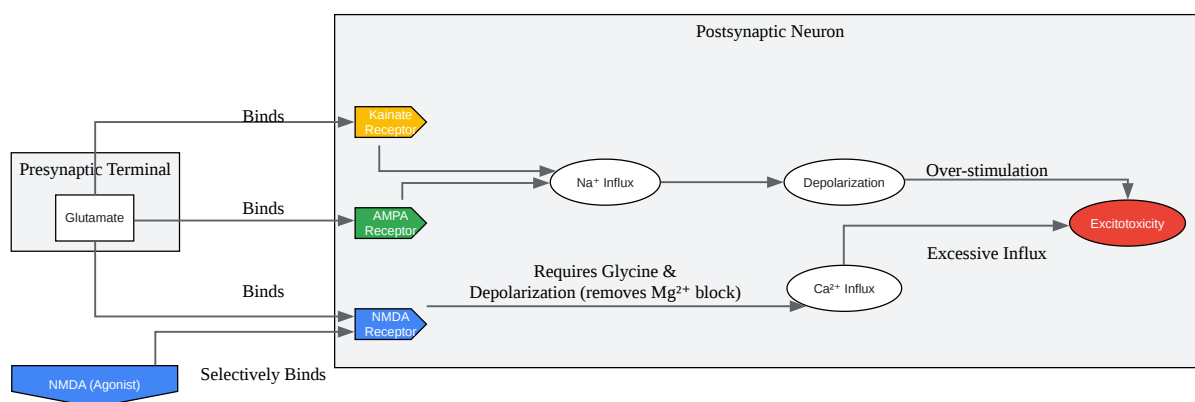 Postsynaptic Neuron
Binds
Kainate
Receptor
Presynaptic Terminal
Glutamate
Binds
AMPA
Receptor
Na⁺ Influx
Depolarization
Over-stimulation
Excitotoxicity
Binds
Requires Glycine &
Depolarization (removes Mg²⁺ block)
Ca²⁺ Influx
Excessive Influx
NMDA
Receptor
NMDA (Agonist)
Selectively Binds